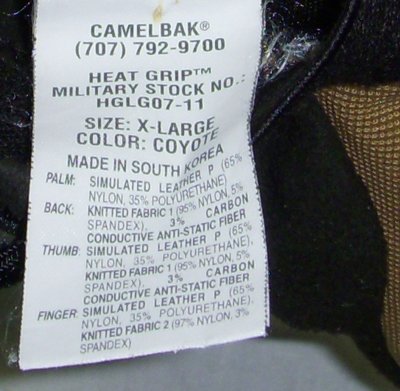 CAMELBAK®
(707) 792-9700
HEAT GRIP™
MILITARY STOCK NO.:
HGLG07-11
SIZE: X-LARGE
COLOR: COYOTE
MADE IN SOUTH KOREA
PALM: SIMULATED LEATHER P (65%
NYLON, 35% POLYURETHANE)
BACK: KNITTED FABRIC 1 (95% NYLON, 5%
SPANDEX), 3% CARBON
CONDUCTIVE ANTI-STATIC FIBER
THUMB: SIMULATED LEATHER P (65%
NYLON, 35% POLYURETHANE),
KNITTED FABRIC 1 (95% NYLON, 5%
SPANDEX), 3% CARBON
CONDUCTIVE ANTI-STATIC FIBER
FINGER: SIMULATED LEATHER P (65%
NYLON, 35% POLYURETHANE),
KNITTED FABRIC 2 (97% NYLON, 3%
SPANDEX)